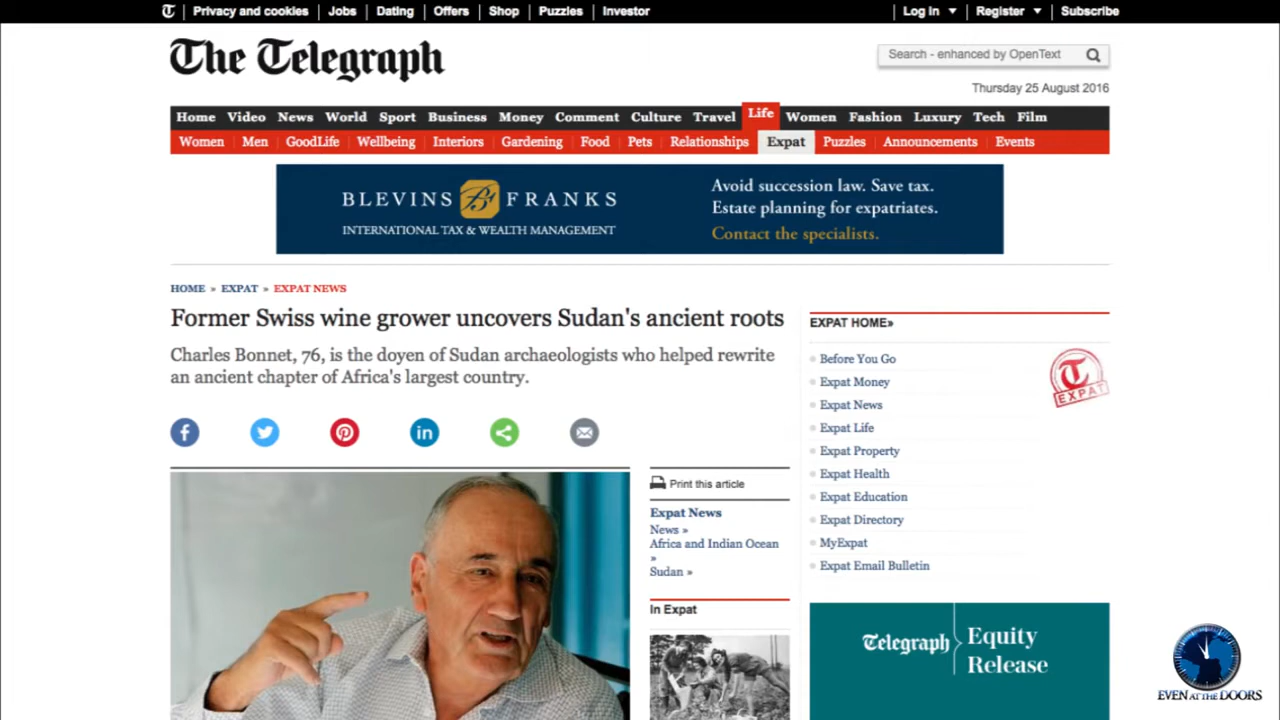 Privacy and cookies | Jobs | Dating | Offers | Shop | Puzzles | Investor
Log in | Register | Subscribe
The Telegraph
Search - enhanced by OpenText
Thursday 25 August 2016
Home Video News World Sport Business Money Comment Culture Travel Life Women Fashion Luxury Tech Film
Women | Men | GoodLife | Wellbeing | Interiors | Gardening | Food | Pets | Relationships | Expat | Puzzles | Announcements | Events
BLEVINS BF FRANKS
INTERNATIONAL TAX & WEALTH MANAGEMENT
Avoid succession law. Save tax.
Estate planning for expatriates.
Contact the specialists.
HOME » EXPAT » EXPAT NEWS
Former Swiss wine grower uncovers Sudan's ancient roots
Charles Bonnet, 76, is the doyen of Sudan archaeologists who helped rewrite
an ancient chapter of Africa's largest country.
Print this article
Expat News
News »
Africa and Indian Ocean
»
Sudan »
In Expat
EXPAT HOME»
Before You Go
Expat Money
Expat News
Expat Life
Expat Property
Expat Health
Expat Education
Expat Directory
MyExpat
Expat Email Bulletin
T
EXPAT
Telegraph
Equity
Release
EVEN AT THE DOORS